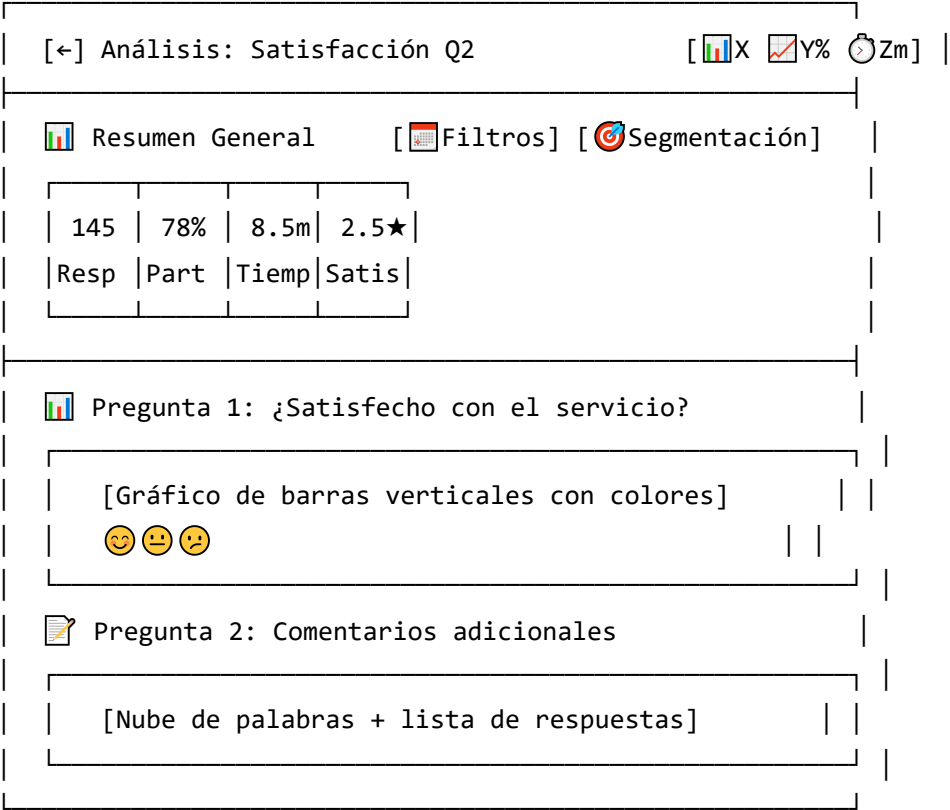 [←] Análisis: Satisfacción Q2 [📊X 📈Y% ⏱Zm]
📊 Resumen General [📅Filtros] [🎯Segmentación]
145 │ 78% │ 8.5m│ 2.5★
Resp │Part │Tiemp│Satis
📊 Pregunta 1: ¿Satisfecho con el servicio?
[Gráfico de barras verticales con colores]
😊😐😕
📝 Pregunta 2: Comentarios adicionales
[Nube de palabras + lista de respuestas]